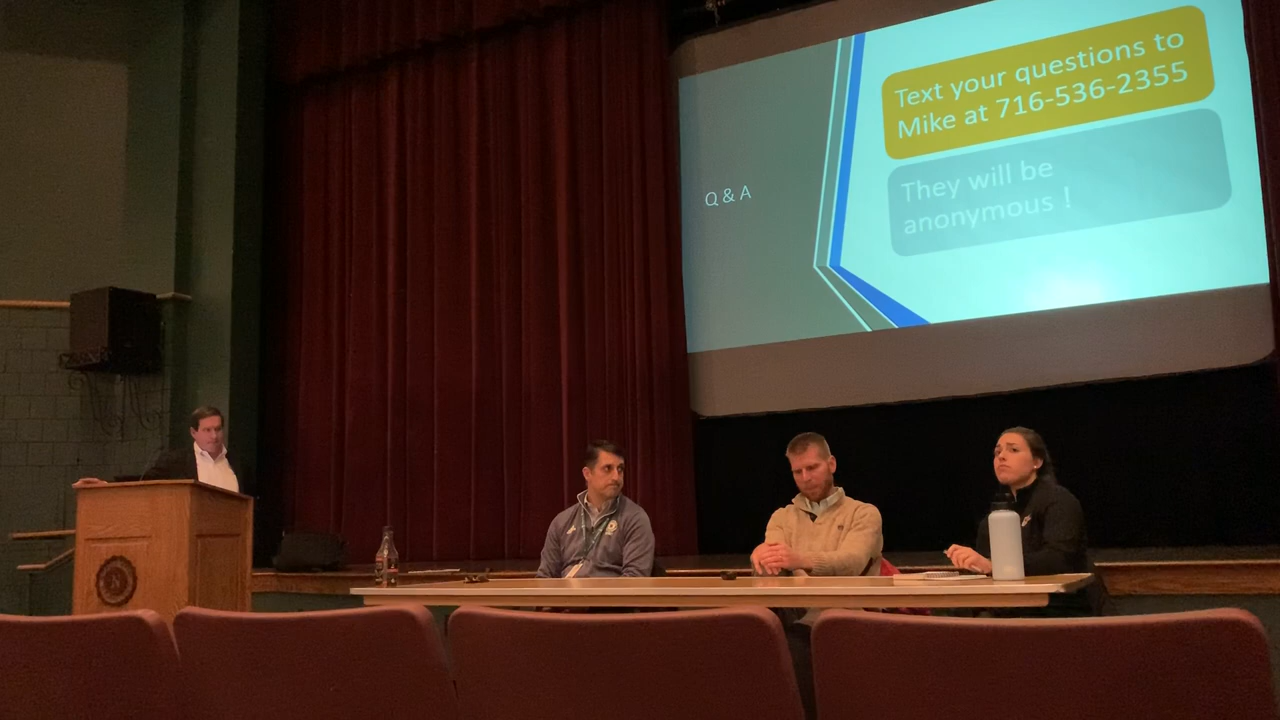 Q & A
Text your questions to
Mike at 716-536-2355
They will be
anonymous !